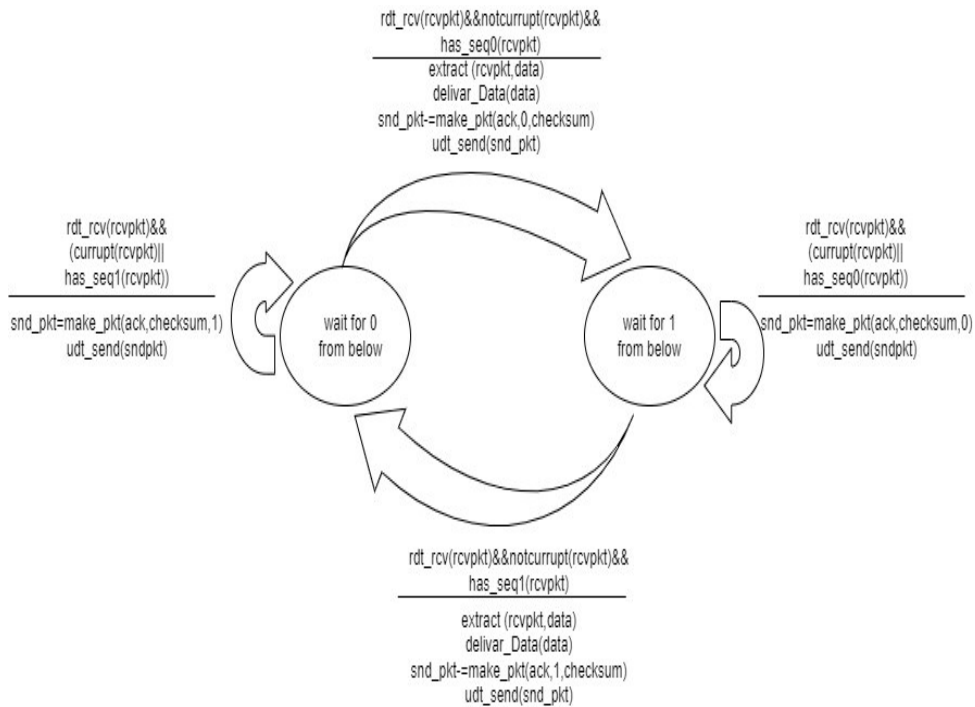 rdt_rcv(rcvpkt)&&notcurrupt(rcvpkt)&&
has_seq0(rcvpkt)
extract (rcvpkt,data)
delivar_Data(data)
snd_pkt-=make_pkt(ack,0,checksum)
udt_send(snd_pkt)
rdt_rcv(rcvpkt)&&
(currupt(rcvpkt)||
has_seq1(rcvpkt))
snd_pkt=make_pkt(ack,checksum,1)
udt_send(sndpkt)
wait for 0
from below
wait for 1
from below
rdt_rcv(rcvpkt)&&
(currupt(rcvpkt)||
has_seq0(rcvpkt))
snd_pkt=make_pkt(ack,checksum,0)
udt_send(sndpkt)
rdt_rcv(rcvpkt)&&notcurrupt(rcvpkt)&&
has_seq1(rcvpkt)
extract (rcvpkt,data)
delivar_Data(data)
snd_pkt-=make_pkt(ack,1,checksum)
udt_send(snd_pkt)